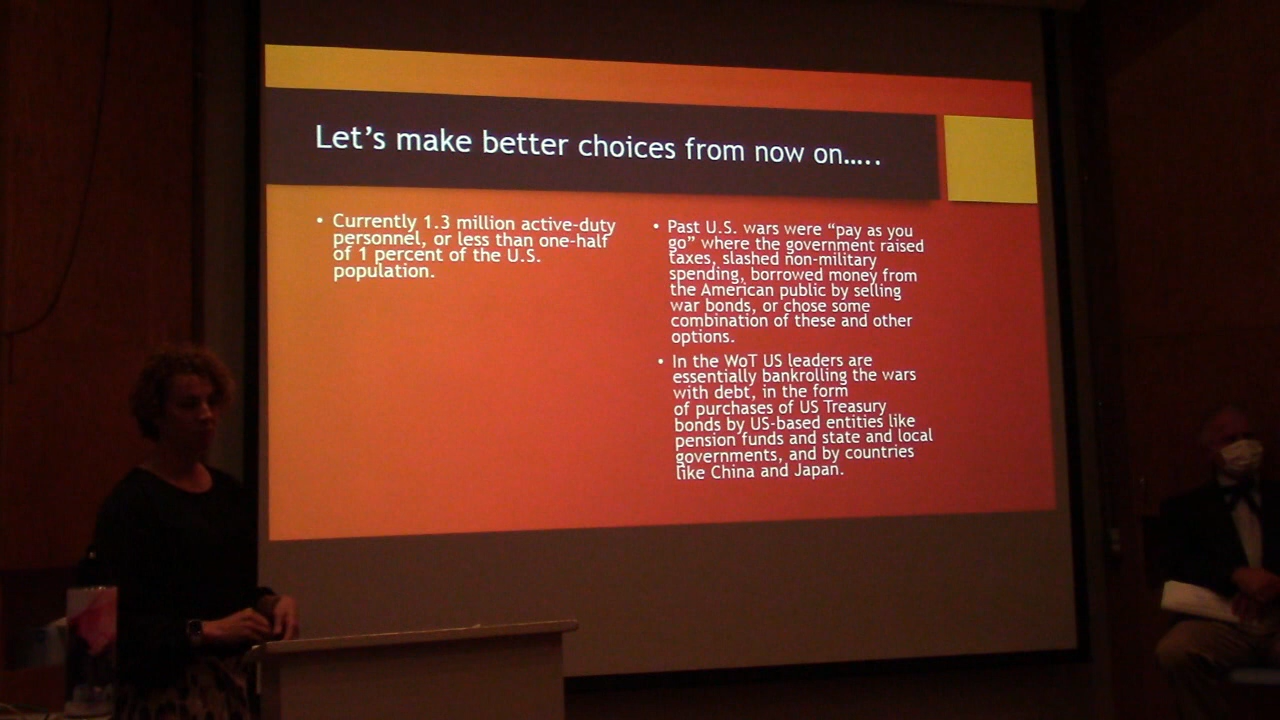 Let's make better choices from now on.....
• Currently 1.3 million active-duty
personnel, or less than one-half
of 1 percent of the U.S.
population.
• Past U.S. wars were “pay as you
go” where the government raised
taxes, slashed non-military
spending, borrowed money from
the American public by selling
war bonds, or chose some
combination of these and other
options.
• In the WoT US leaders are
essentially bankrolling the wars
with debt, in the form
of purchases of US Treasury
bonds by US-based entities like
pension funds and state and local
governments, and by countries
like China and Japan.